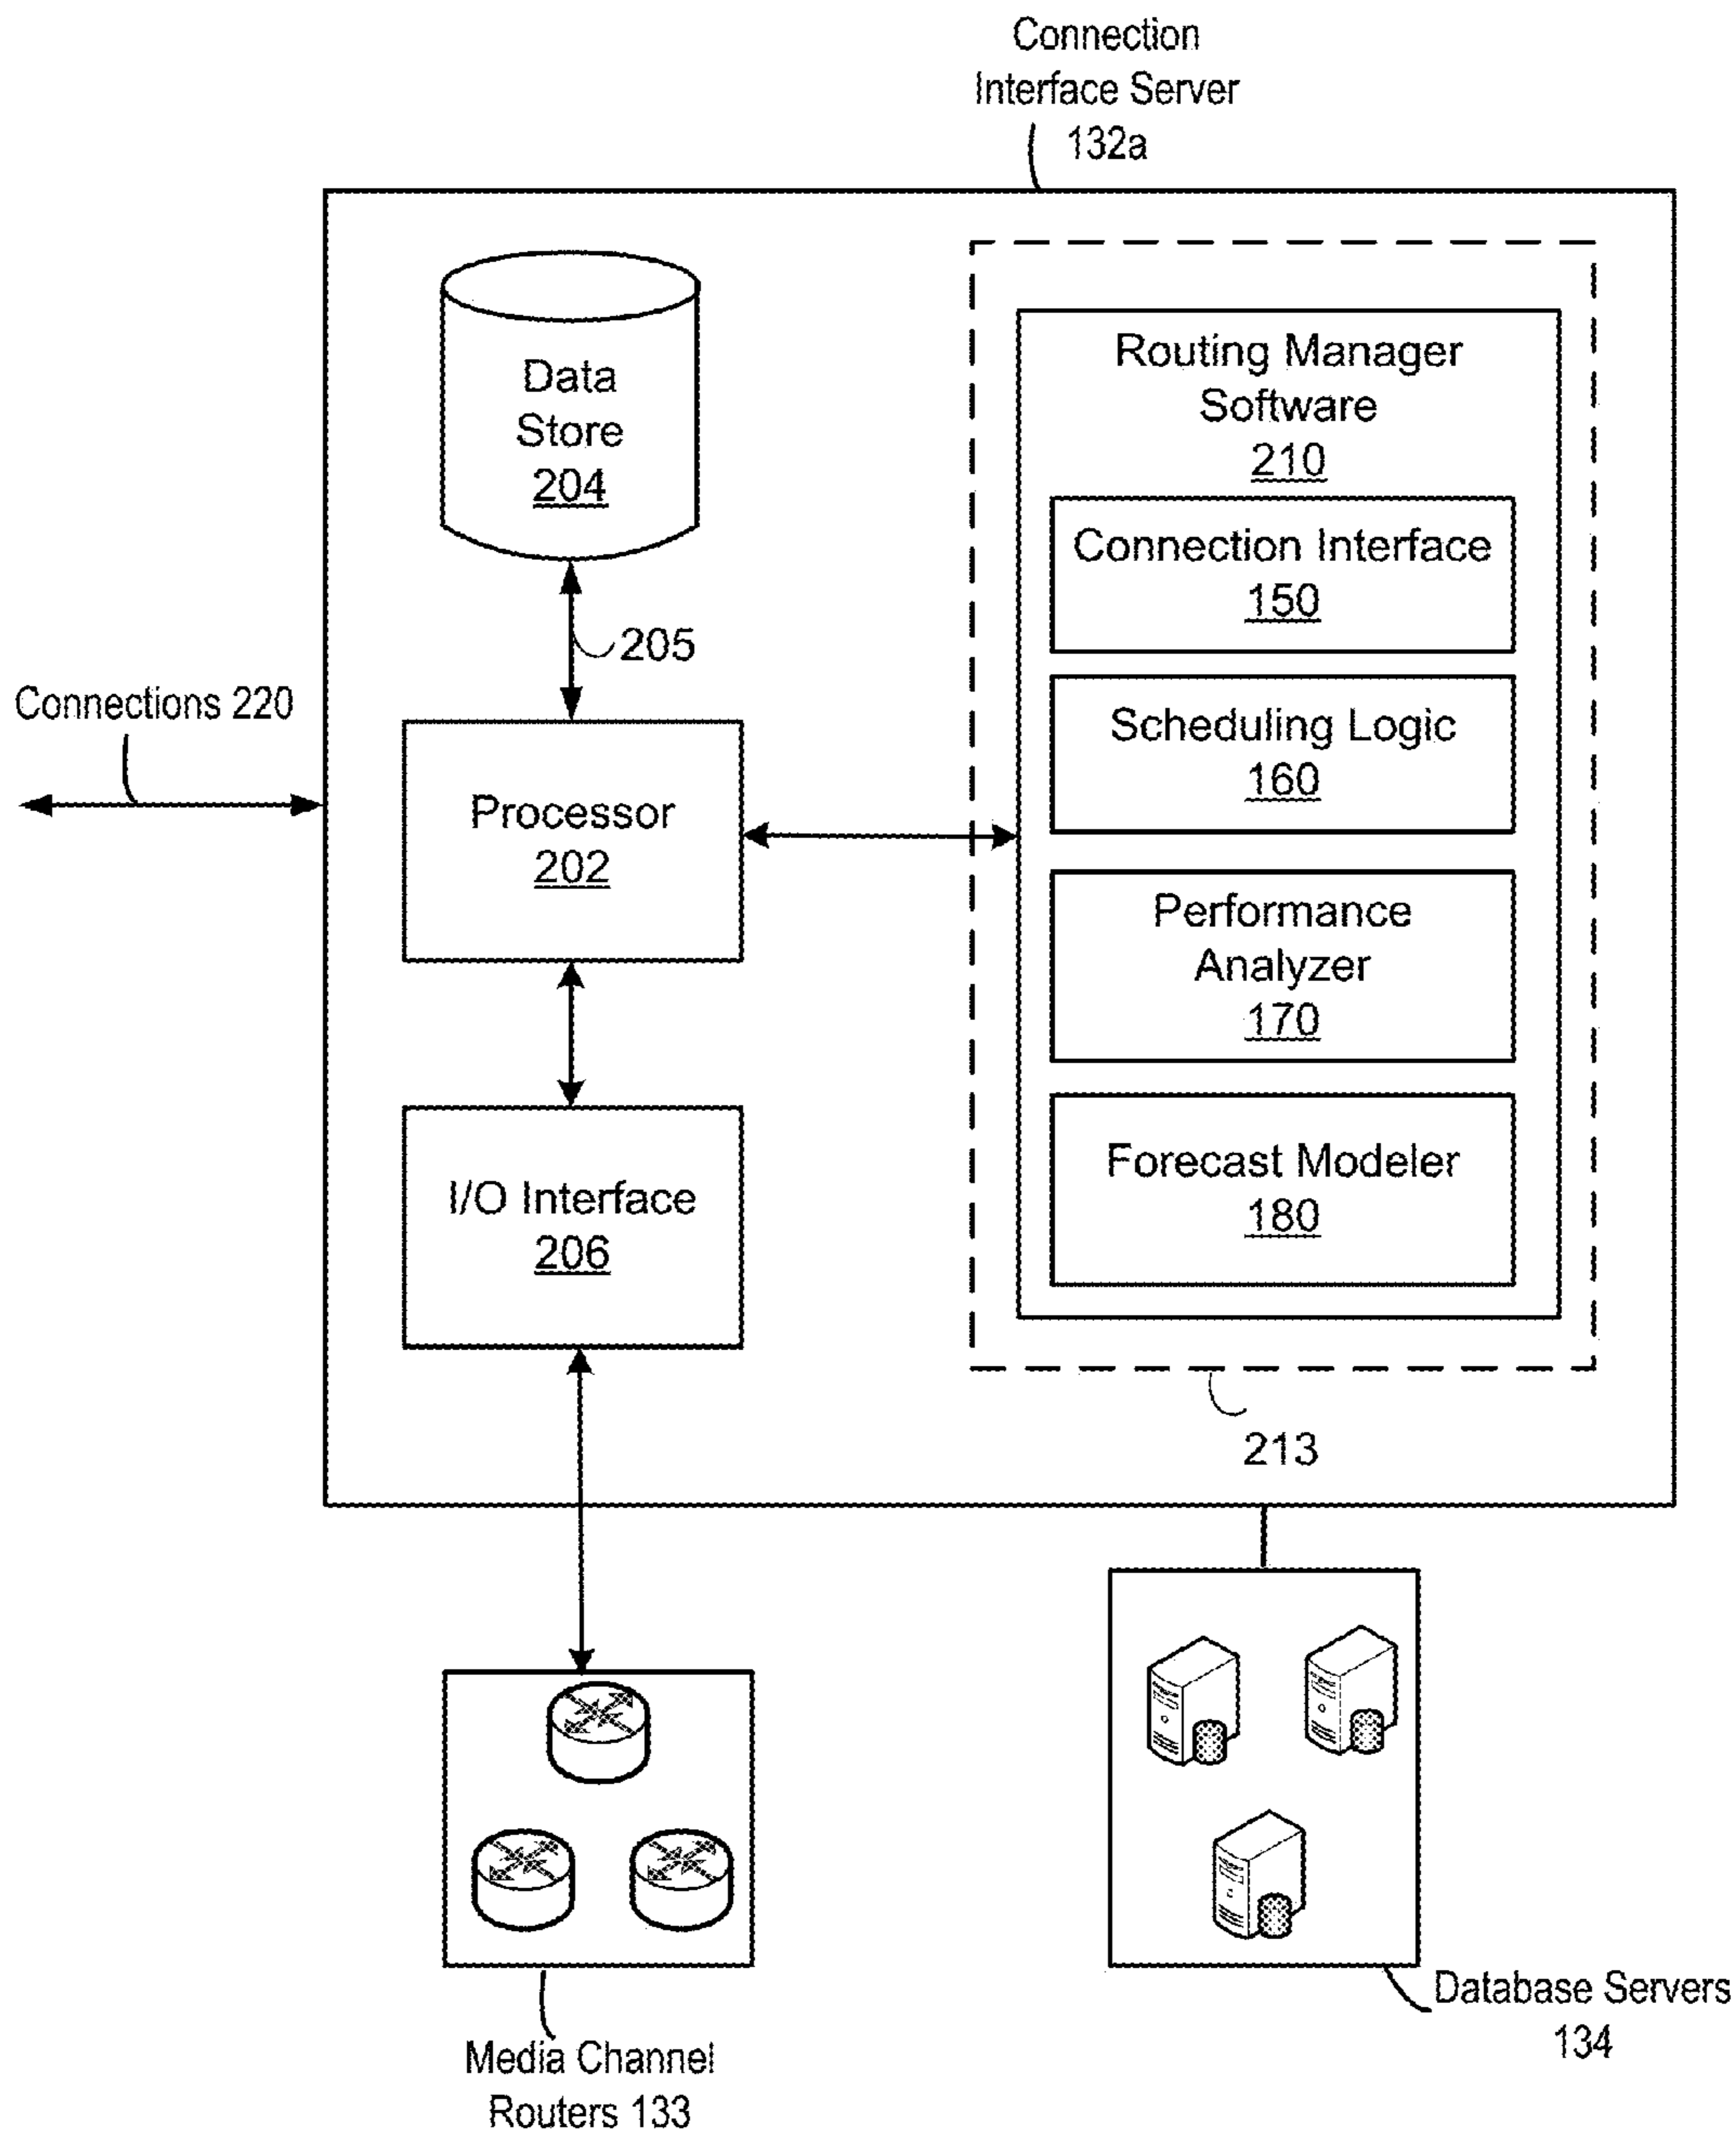 Connection
Interface Server
132a
Data
Store
204
205
Connections 220
Processor
202
I/O Interface
206
Routing Manager
Software
210
Connection Interface
150
Scheduling Logic
160
Performance
Analyzer
170
Forecast Modeler
180
213
Media Channel
Routers 133
Database Servers
134